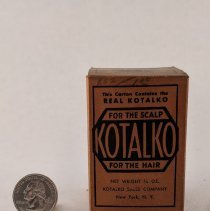 This Carton Contains the
REAL KOTALKO
FOR THE SCALP
KOTALKO
FOR THE HAIR
NET WEIGHT ¼ OZ.
KOTALKO SALES COMPANY
New York, N. Y.